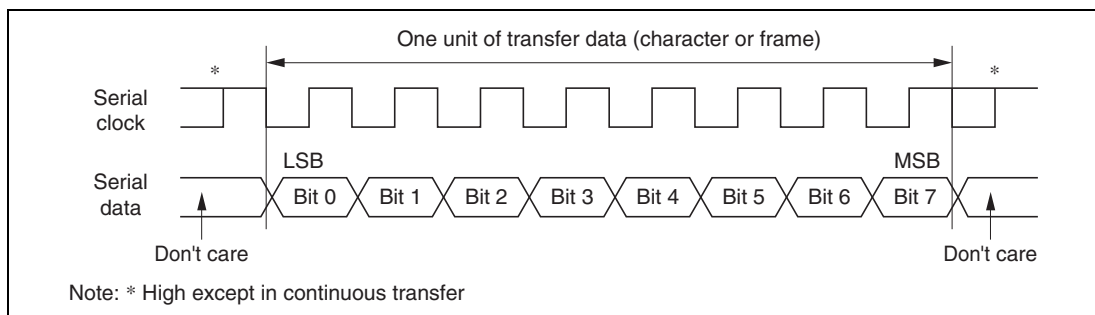 One unit of transfer data (character or frame)
* *
Serial
clock
LSB MSB
Serial
data
Bit 0 Bit 1 Bit 2 Bit 3 Bit 4 Bit 5 Bit 6 Bit 7
Don't care Don't care
Note: * High except in continuous transfer